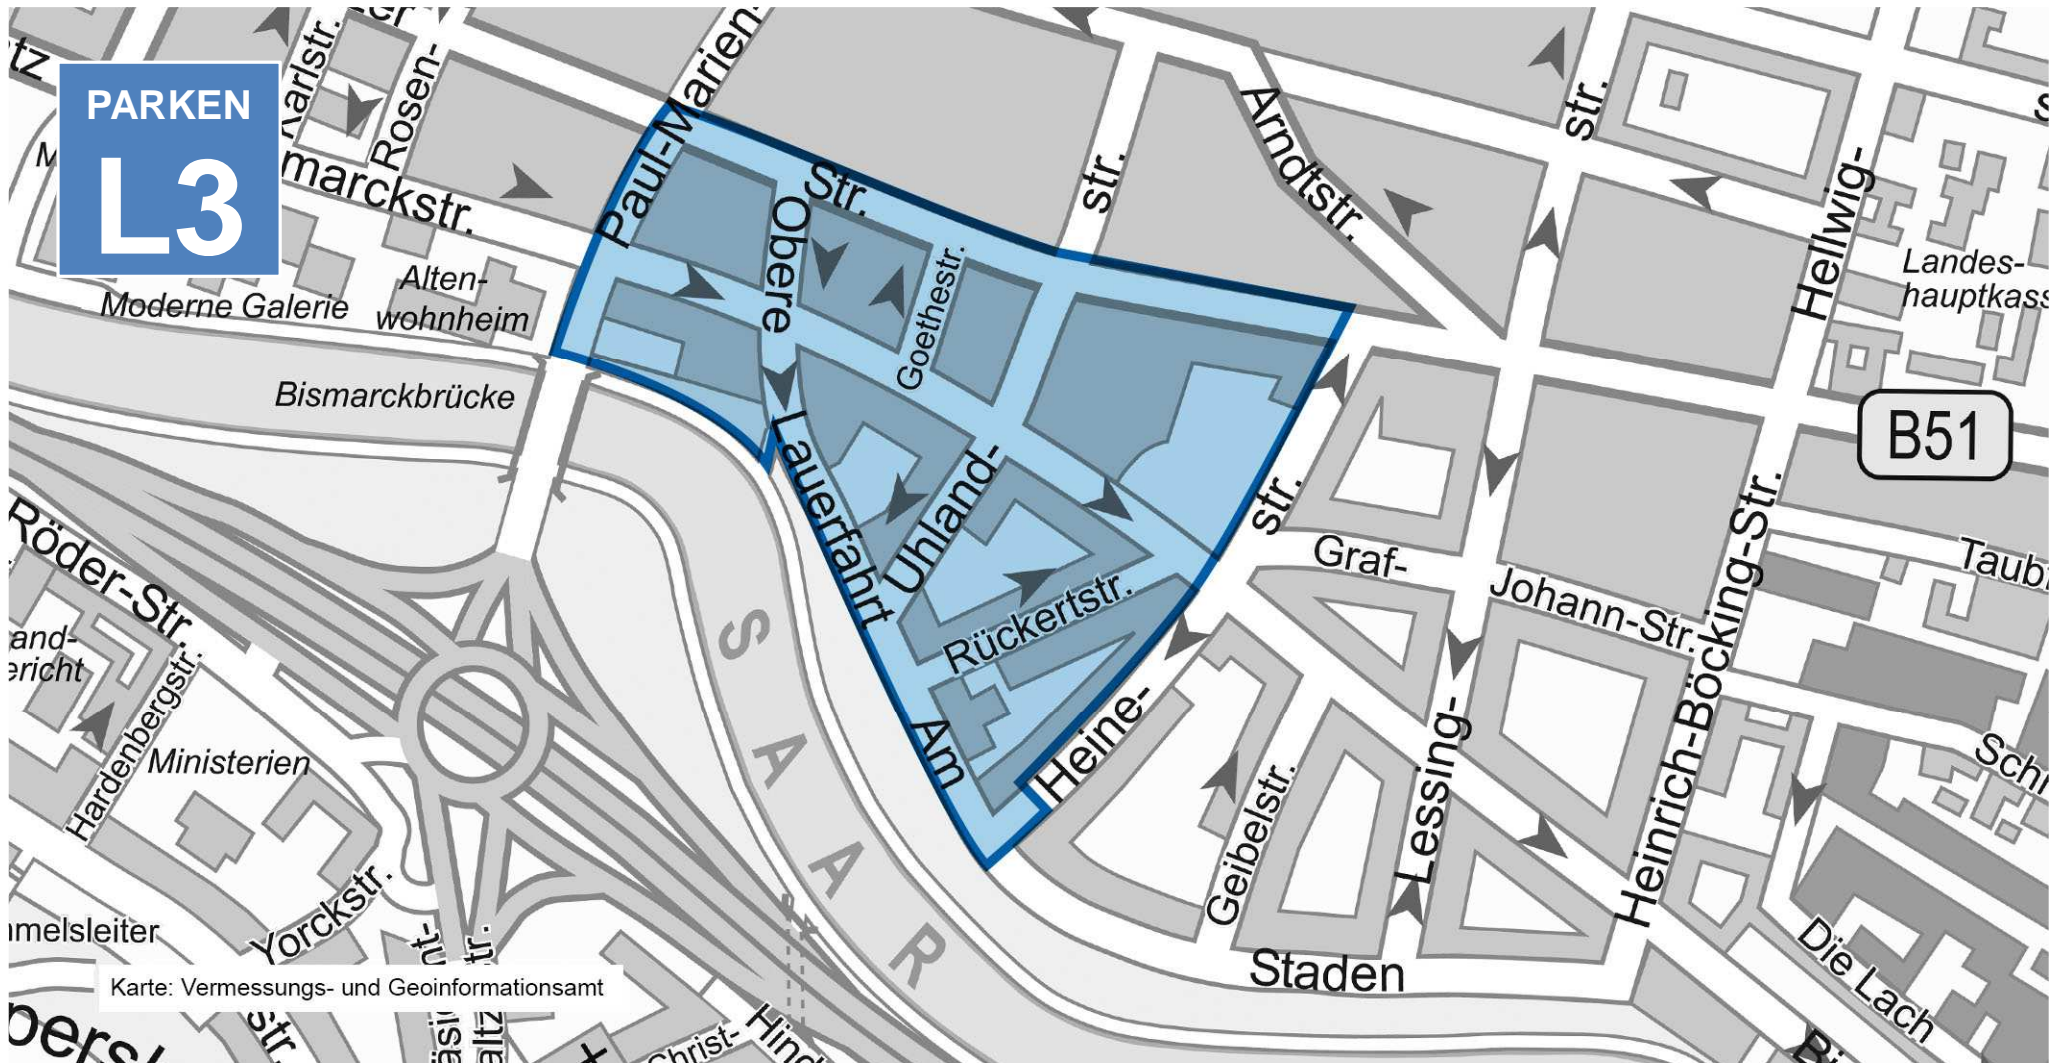 PARKEN
L3
Karlstr.
Rosen-
Paul-Marien-
Str.
marckstr.
Obere
Goethestr.
str.
Arndtstr.
str.
Hellwig-
Landes-
hauptkass
Moderne Galerie
Alten-
wohnheim
Bismarckbrücke
B51
Lauerfahrt
Uhland-
str.
Graf-
Johann-Str.
Heinrich-Böcking-Str.
Röder-Str.
Rückertstr.
Hardenbergstr.
Ministerien
SAAR
Am
Heine-
Geibelstr.
Lessing-
Yorckstr.
Staden
Die Lach
Karte: Vermessungs- und Geoinformationsamt
str.
Christ-